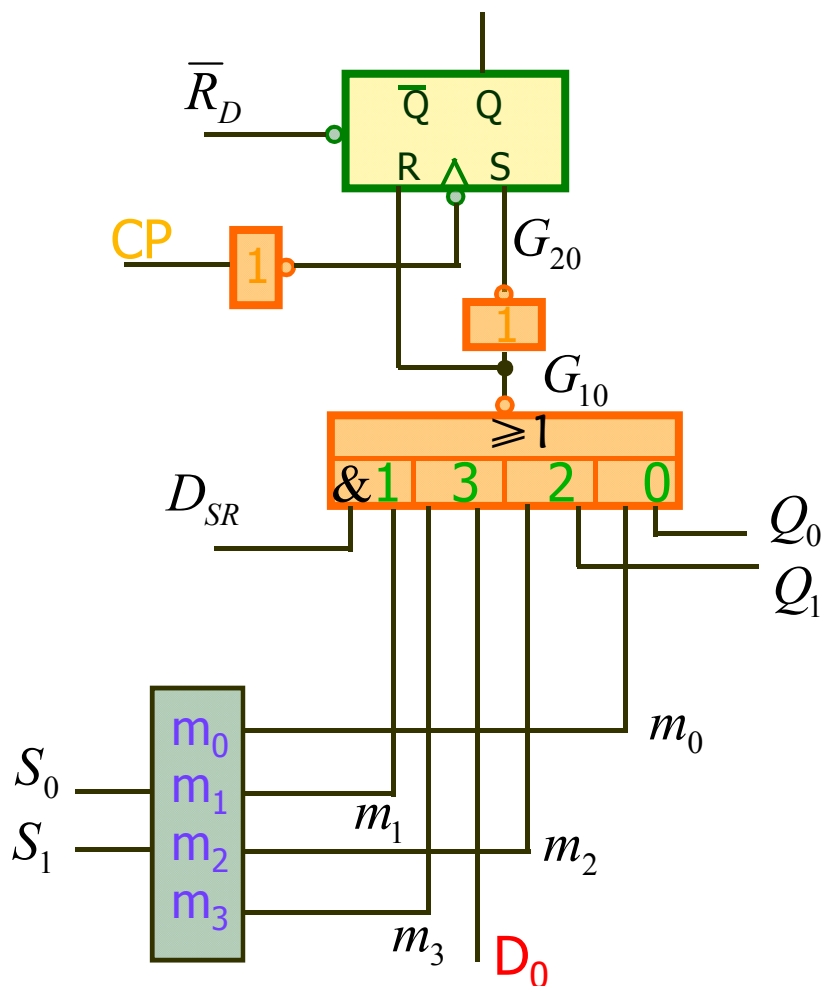 R̅_D
Q̅ Q
R S
CP
1
G₂₀
1
G₁₀
⩾1
&1 3 2 0
D_SR
Q₀
Q₁
m₀
m₀
S₀
m₁
m₁
S₁
m₂
m₂
m₃
m₃
D₀